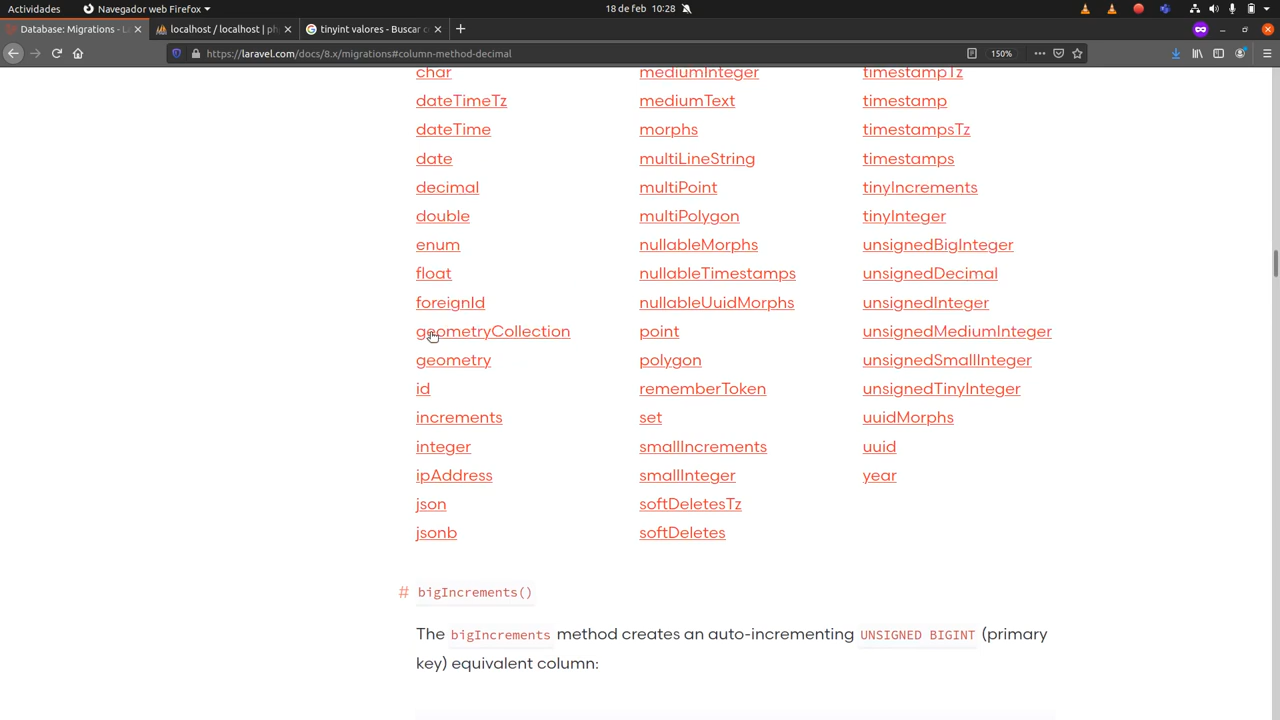 Actividades
Navegador web Firefox
18 de feb 10:28
Database: Migrations - La
localhost / localhost | ph
tinyint valores - Buscar c
https://laravel.com/docs/8.x/migrations#column-method-decimal
150%
char
mediumInteger
timestampTz
dateTimeTz
mediumText
timestamp
dateTime
morphs
timestampsTz
date
multiLineString
timestamps
decimal
multiPoint
tinyIncrements
double
multiPolygon
tinyInteger
enum
nullableMorphs
unsignedBigInteger
float
nullableTimestamps
unsignedDecimal
foreignId
nullableUuidMorphs
unsignedInteger
geometryCollection
point
unsignedMediumInteger
geometry
polygon
unsignedSmallInteger
id
rememberToken
unsignedTinyInteger
increments
set
uuidMorphs
integer
smallIncrements
uuid
ipAddress
smallInteger
year
json
softDeletesTz
jsonb
softDeletes
# bigIncrements()
The bigIncrements method creates an auto-incrementing UNSIGNED BIGINT (primary
key) equivalent column: